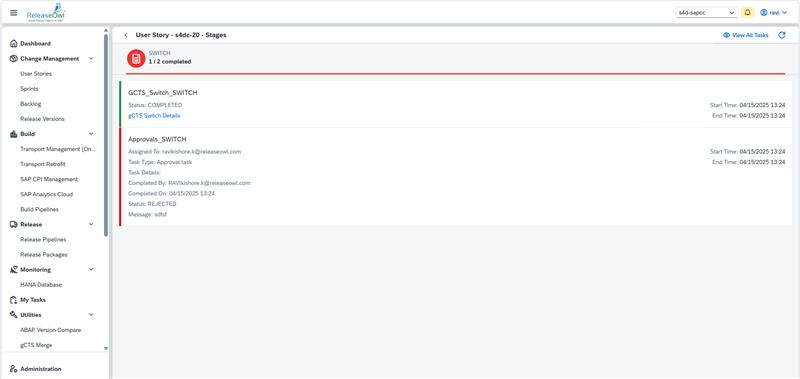 ReleaseOwl
s4d-sapcc
ravi
Dashboard
Change Management
User Stories
Sprints
Backlog
Release Versions
Build
Transport Management (On...
Transport Retrofit
SAP CPI Management
SAP Analytics Cloud
Build Pipelines
Release
Release Pipelines
Release Packages
Monitoring
HANA Database
My Tasks
Utilities
ABAP Version Compare
gCTS Merge
Administration
User Story - s4dc-20 - Stages
View All Tasks
SWITCH
1 / 2 completed
GCTS_Switch_SWITCH
Status: COMPLETED
Start Time: 04/15/2025 13:24
gCTS Switch Details
End Time: 04/15/2025 13:24
Approvals_SWITCH
Assigned To: ravikishore.k@releaseowl.com
Start Time: 04/15/2025 13:24
Task Type: Approval task
End Time: 04/15/2025 13:24
Task Details:
Completed By: RAVIkishore.k@releaseowl.com
Completed On: 04/15/2025 13:24
Status: REJECTED
Message: sdfsf